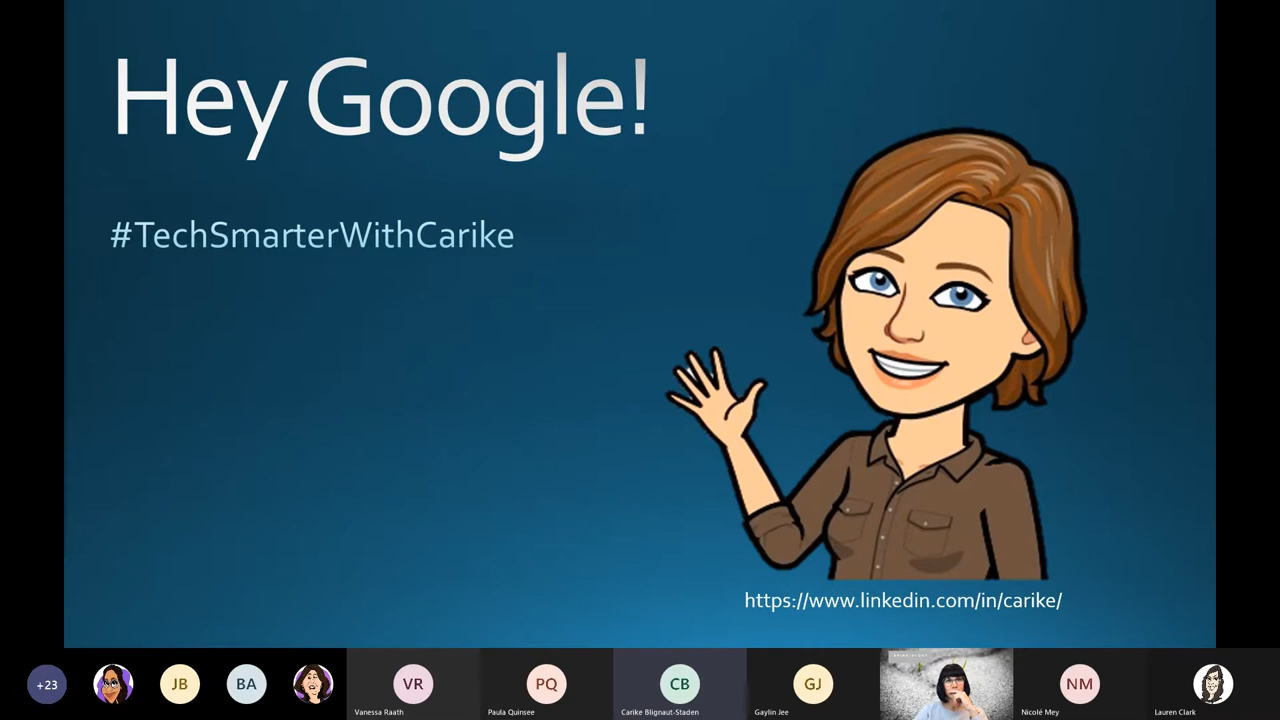 Hey Google!
#TechSmarterWithCarike
https://www.linkedin.com/in/carike/
+23
JB
BA
VR
Vanessa Raath
PQ
Paula Quinsee
CB
Carike Blignaut-Staden
GJ
Gaylin Jee
NM
Nicolé Mey
Lauren Clark